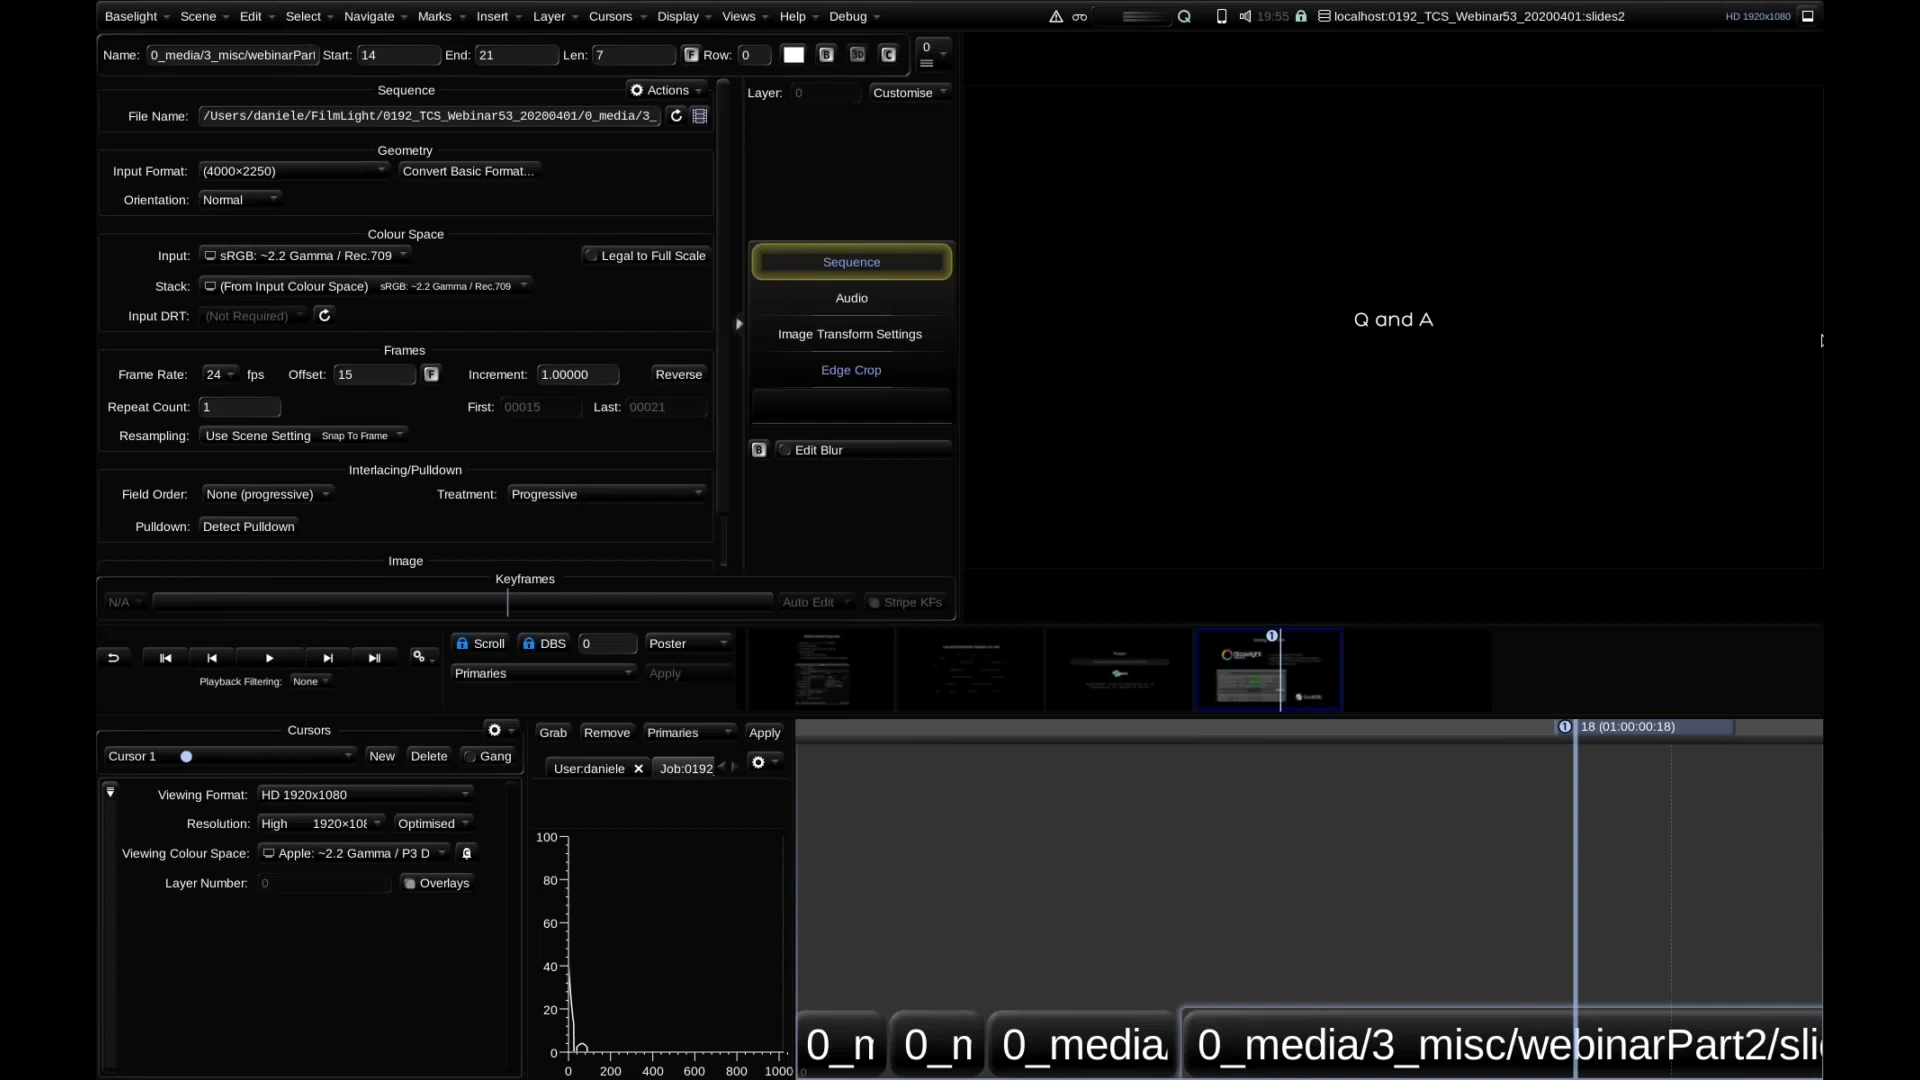 Baselight Scene Edit Select Navigate Marks Insert Layer Cursors Display Views Help Debug 19:55 localhost:0192_TCS_Webinar53_20200401:slides2 HD 1920x1080
Name: 0_media/3_misc/webinarPart Start: 14 End: 21 Len: 7 F Row: 0 B 3D C 0
Sequence Actions
Layer: 0 Customise
File Name: /Users/daniele/FilmLight/0192_TCS_Webinar53_20200401/0_media/3_
Geometry
Input Format: (4000×2250) Convert Basic Format...
Orientation: Normal
Colour Space
Input: sRGB: ~2.2 Gamma / Rec.709 Legal to Full Scale
Stack: (From Input Colour Space) sRGB: ~2.2 Gamma / Rec.709
Input DRT: (Not Required)
Frames
Frame Rate: 24 fps Offset: 15 F Increment: 1.00000 Reverse
Repeat Count: 1 First: 00015 Last: 00021
Resampling: Use Scene Setting Snap To Frame
Interlacing/Pulldown
Field Order: None (progressive) Treatment: Progressive
Pulldown: Detect Pulldown
Image
Sequence
Audio
Image Transform Settings
Edge Crop
B Edit Blur
Q and A
Keyframes
N/A Auto Edit Stripe KFs
Scroll DBS 0 Poster
Playback Filtering: None
Primaries Apply
1
Cursors
Cursor 1 New Delete Gang
Viewing Format: HD 1920x1080
Resolution: High 1920×108 Optimised
Viewing Colour Space: Apple: ~2.2 Gamma / P3 D
Layer Number: 0 Overlays
Grab Remove Primaries Apply
User:daniele Job:0192
100
80
60
40
20
0
0 200 400 600 800 1000
1 18 (01:00:00:18)
0_n 0_n 0_media/ 0_media/3_misc/webinarPart2/sli
0